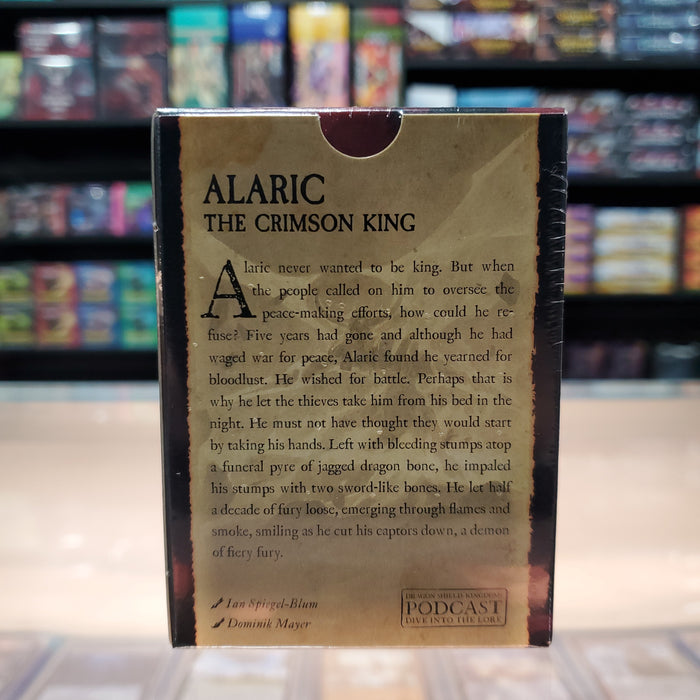 ALARIC
THE CRIMSON KING
Alaric never wanted to be king. But when
the people called on him to oversee the
peace-making efforts, how could he re-
fuse? Five years had gone and although he had
waged war for peace, Alaric found he yearned for
bloodlust. He wished for battle. Perhaps that is
why he let the thieves take him from his bed in the
night. He must not have thought they would start
by taking his hands. Left with bleeding stumps atop
a funeral pyre of jagged dragon bone, he impaled
his stumps with two sword-like bones. He let half
a decade of fury loose, emerging through flames and
smoke, smiling as he cut his captors down, a demon
of fiery fury.
Ian Spiegel-Blum
Dominik Mayer
DRAGON SHIELD KINGDOMS
PODCAST
DIVE INTO THE LORE